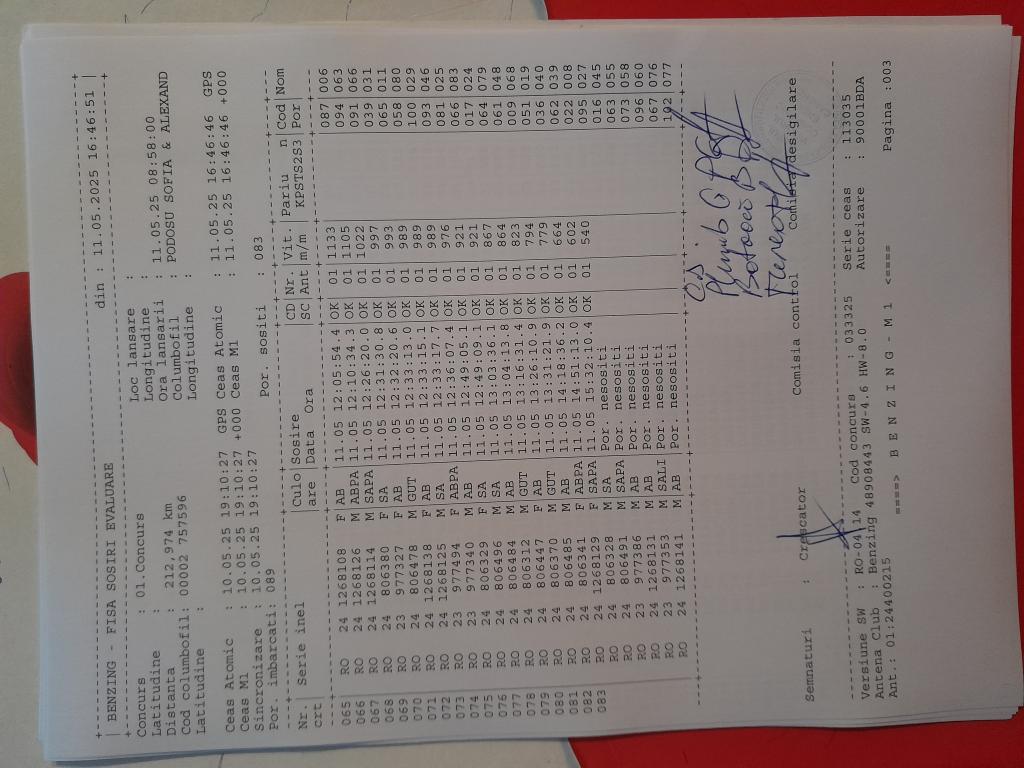 din : 11.05.2025 16:46:51 |
| BENZING - FISA SOSIRI EVALUARE
Concurs : 01.Concurs Loc lansare :
Latitudine : Longitudine :
Distanta : 212,974 km Ora lansarii : 11.05.25 08:58:00
Cod columbofil: 00002 757596 Columbofil : PODOSU SOFIA & ALEXAND
Latitudine : Longitudine :
Ceas Atomic : 10.05.25 19:10:27 GPS Ceas Atomic : 11.05.25 16:46:46 GPS
Ceas M1 : 10.05.25 19:10:27 +000 Ceas M1 : 11.05.25 16:46:46 +000
Sincronizare : 10.05.25 19:10:27
Por. imbarcati: 089 Por. sositi : 083
Nr. Serie inel Culo Sosire CD Nr. Vit. Pariu n Cod Nom
crt are Data Ora SC Ant m/m KPSTS2S3 Por
065 RO 24 1268108 F AB 11.05 12:05:54.4 OK 01 1133 087 006
066 RO 24 1268126 M ABPA 11.05 12:10:34.3 OK 01 1105 094 063
067 RO 24 1268114 M SAPA 11.05 12:26:20.0 OK 01 1022 091 066
068 RO 24 806380 F SA 11.05 12:31:30.8 OK 01 997 039 031
069 RO 23 977327 F AB 11.05 12:32:20.6 OK 01 993 065 011
070 RO 24 806478 M GUT 11.05 12:33:13.0 OK 01 989 058 080
071 RO 24 1268138 F AB 11.05 12:33:15.1 OK 01 989 100 029
072 RO 24 1268125 M SA 11.05 12:33:17.7 OK 01 989 093 046
073 RO 23 977494 F ABPA 11.05 12:36:07.4 OK 01 976 081 025
074 RO 23 977340 M AB 11.05 12:49:05.1 OK 01 921 066 083
075 RO 24 806329 F SA 11.05 12:49:09.1 OK 01 921 017 024
076 RO 24 806496 M SA 11.05 13:03:36.1 OK 01 867 064 079
077 RO 24 806484 M AB 11.05 13:04:13.8 OK 01 864 061 048
078 RO 24 806312 M GUT 11.05 13:16:31.4 OK 01 823 009 068
079 RO 24 806447 F AB 11.05 13:26:10.9 OK 01 794 051 019
080 RO 24 806370 M GUT 11.05 13:31:21.9 OK 01 779 036 040
081 RO 24 806485 M AB 11.05 14:18:36.2 OK 01 664 062 039
082 RO 24 806341 F ABPA 11.05 14:51:13.0 OK 01 602 022 008
083 RO 24 1268129 F SAPA 11.05 15:32:10.4 OK 01 540 095 027
RO 24 806328 M SA Por. nesositi 016 045
RO 24 806491 M SAPA Por. nesositi 063 055
RO 23 977386 M AB Por. nesositi 073 058
RO 24 1268131 M AB Por. nesositi 096 060
RO 23 977353 M SALI Por. nesositi 067 076
RO 24 1268141 M AB Por. nesositi 102 077
Semnaturi : Crescator Comisia control Comisia desigilare
Versiune SW : RO-04114 Cod concurs : 033325 Serie ceas : 113035
Antena Club : Benzing 48908443 SW-4.6 HW-8.0 Autorizare : 90001BDA
Ant.: 01:24400215
====> B E N Z I N G - M 1 <==== Pagina :003